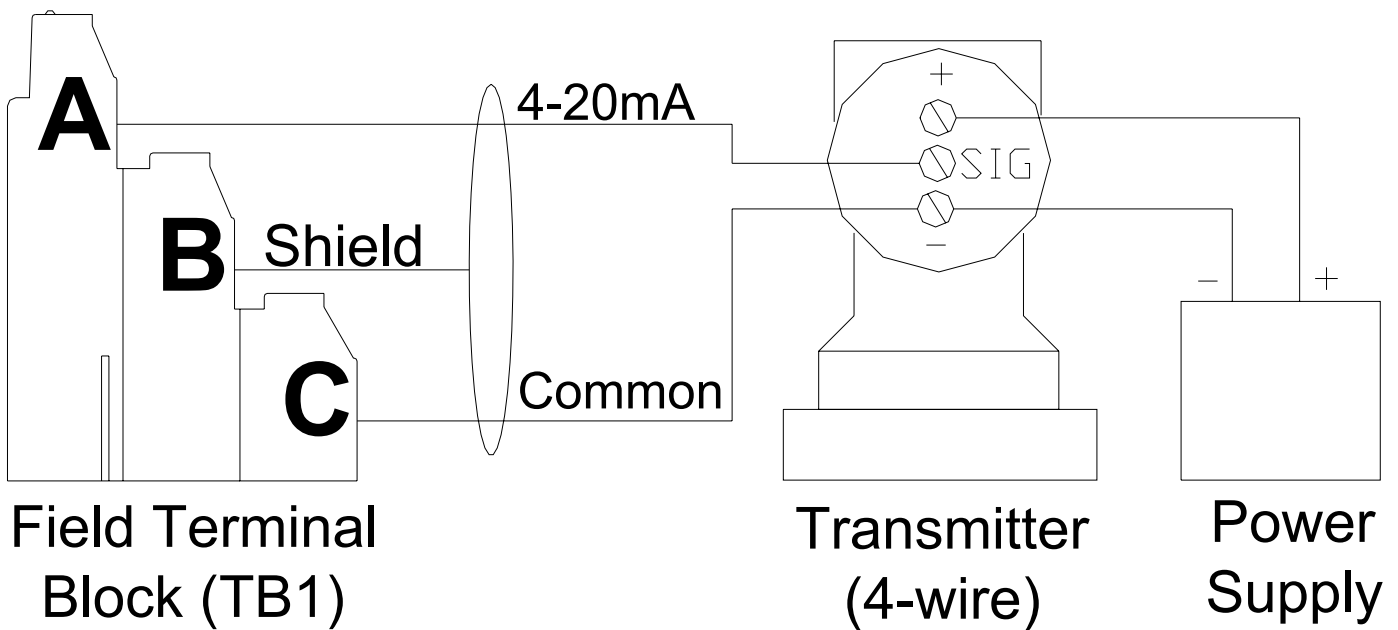 A
4-20mA
+
SIG
B
Shield
-
- +
C
Common
Field Terminal
Block (TB1)
Transmitter
(4-wire)
Power
Supply